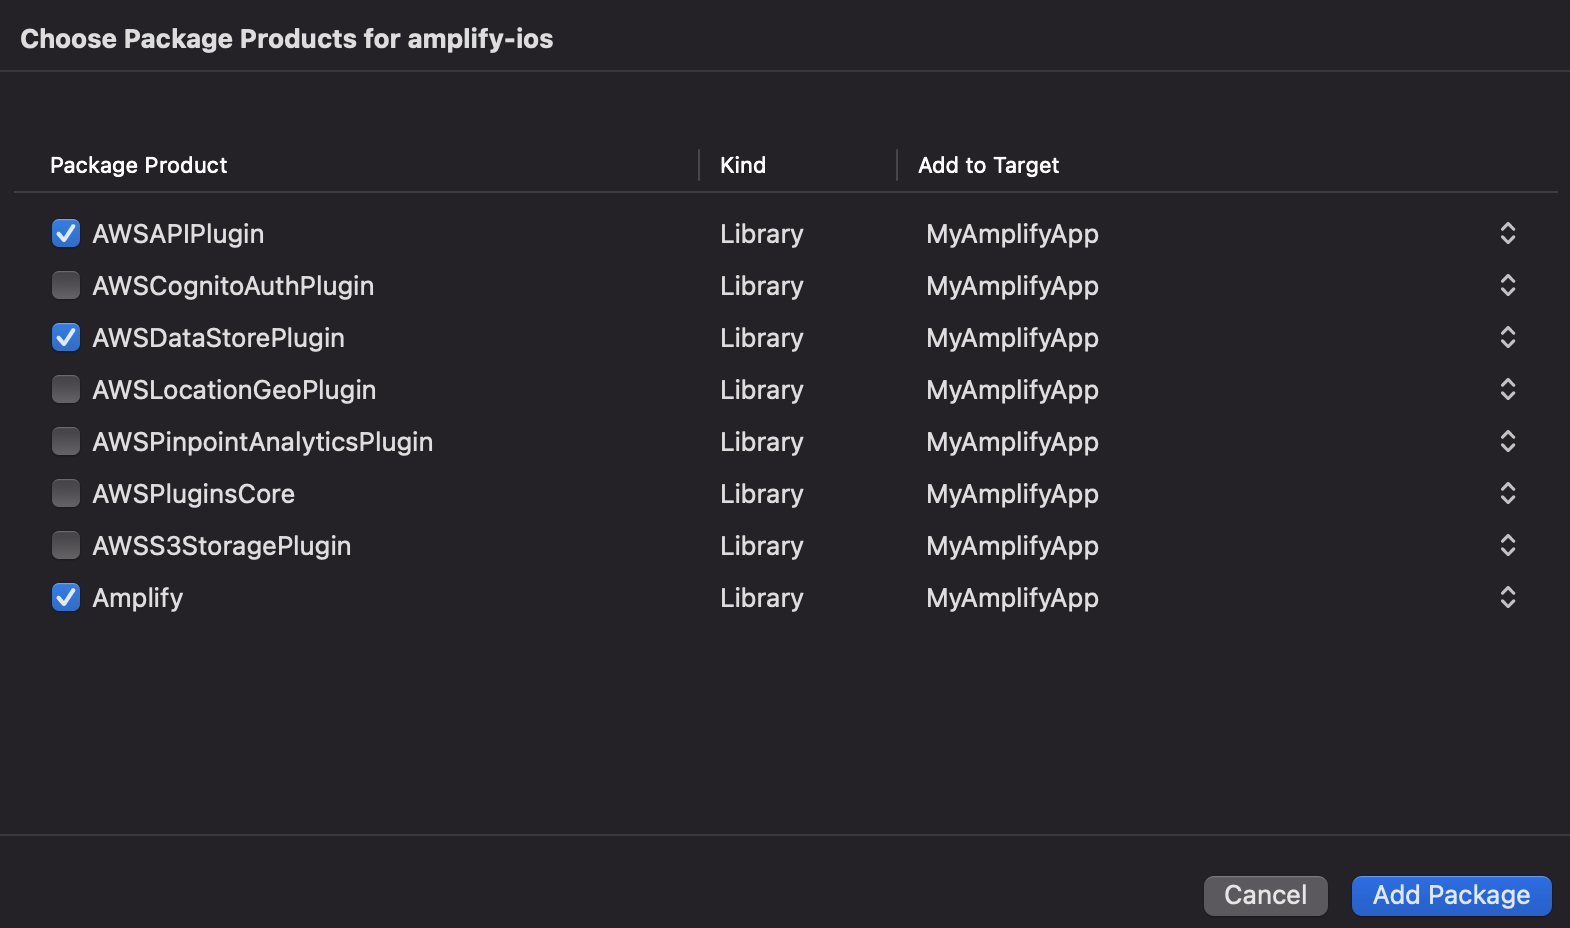 Choose Package Products for amplify-ios
Package Product Kind Add to Target
AWSAPIPlugin Library MyAmplifyApp
AWSCognitoAuthPlugin Library MyAmplifyApp
AWSDataStorePlugin Library MyAmplifyApp
AWSLocationGeoPlugin Library MyAmplifyApp
AWSPinpointAnalyticsPlugin Library MyAmplifyApp
AWSPluginsCore Library MyAmplifyApp
AWSS3StoragePlugin Library MyAmplifyApp
Amplify Library MyAmplifyApp
Cancel Add Package